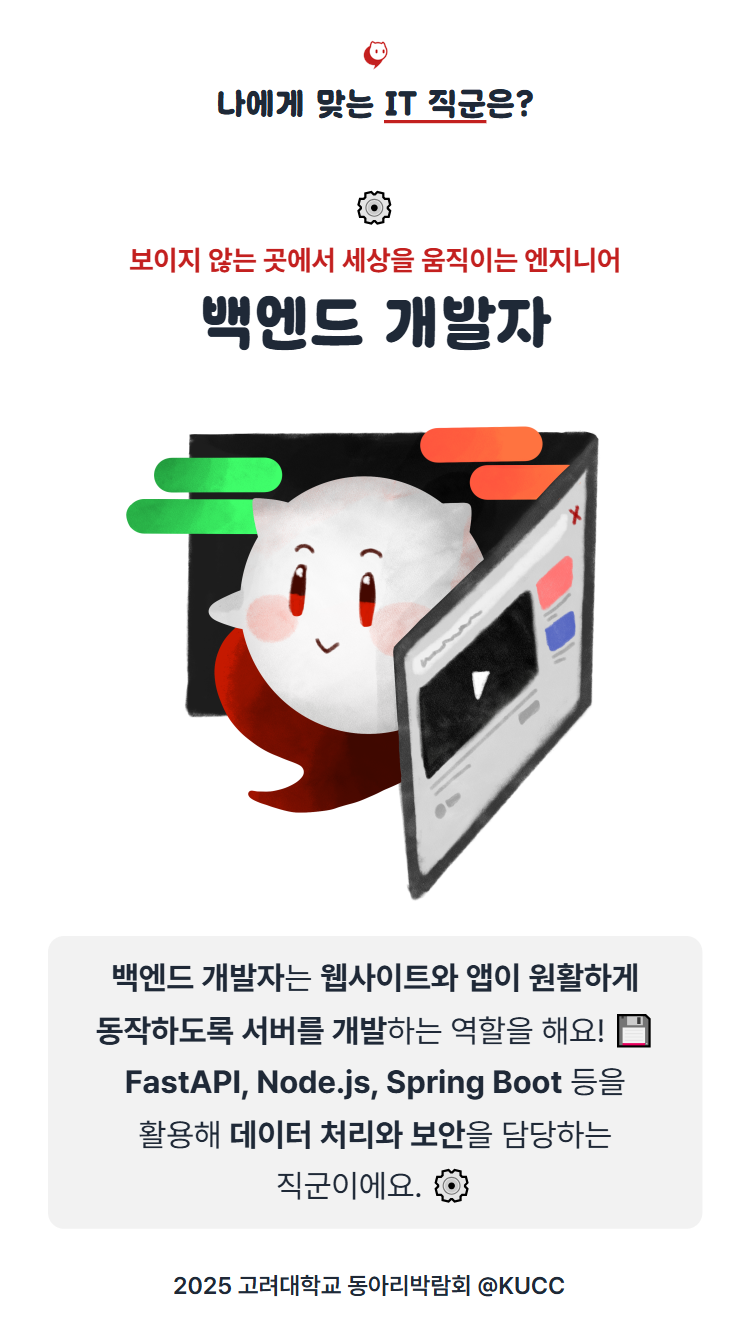 나에게 맞는 IT 직군은?
보이지 않는 곳에서 세상을 움직이는 엔지니어
백엔드 개발자
백엔드 개발자는 웹사이트와 앱이 원활하게
동작하도록 서버를 개발하는 역할을 해요! 💾
FastAPI, Node.js, Spring Boot 등을
활용해 데이터 처리와 보안을 담당하는
직군이에요. ⚙️
2025 고려대학교 동아리박람회 @KUCC